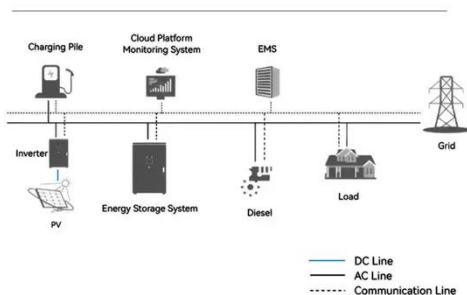 Charging Pile
Cloud Platform
Monitoring System
EMS
Inverter
Grid
PV
Energy Storage System
Diesel
Load
DC Line
AC Line
Communication Line